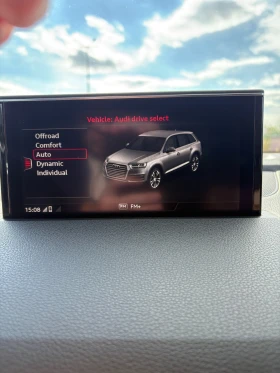 Vehicle: Audi drive select
Offroad
Comfort
Auto
Dynamic
Individual
15:08